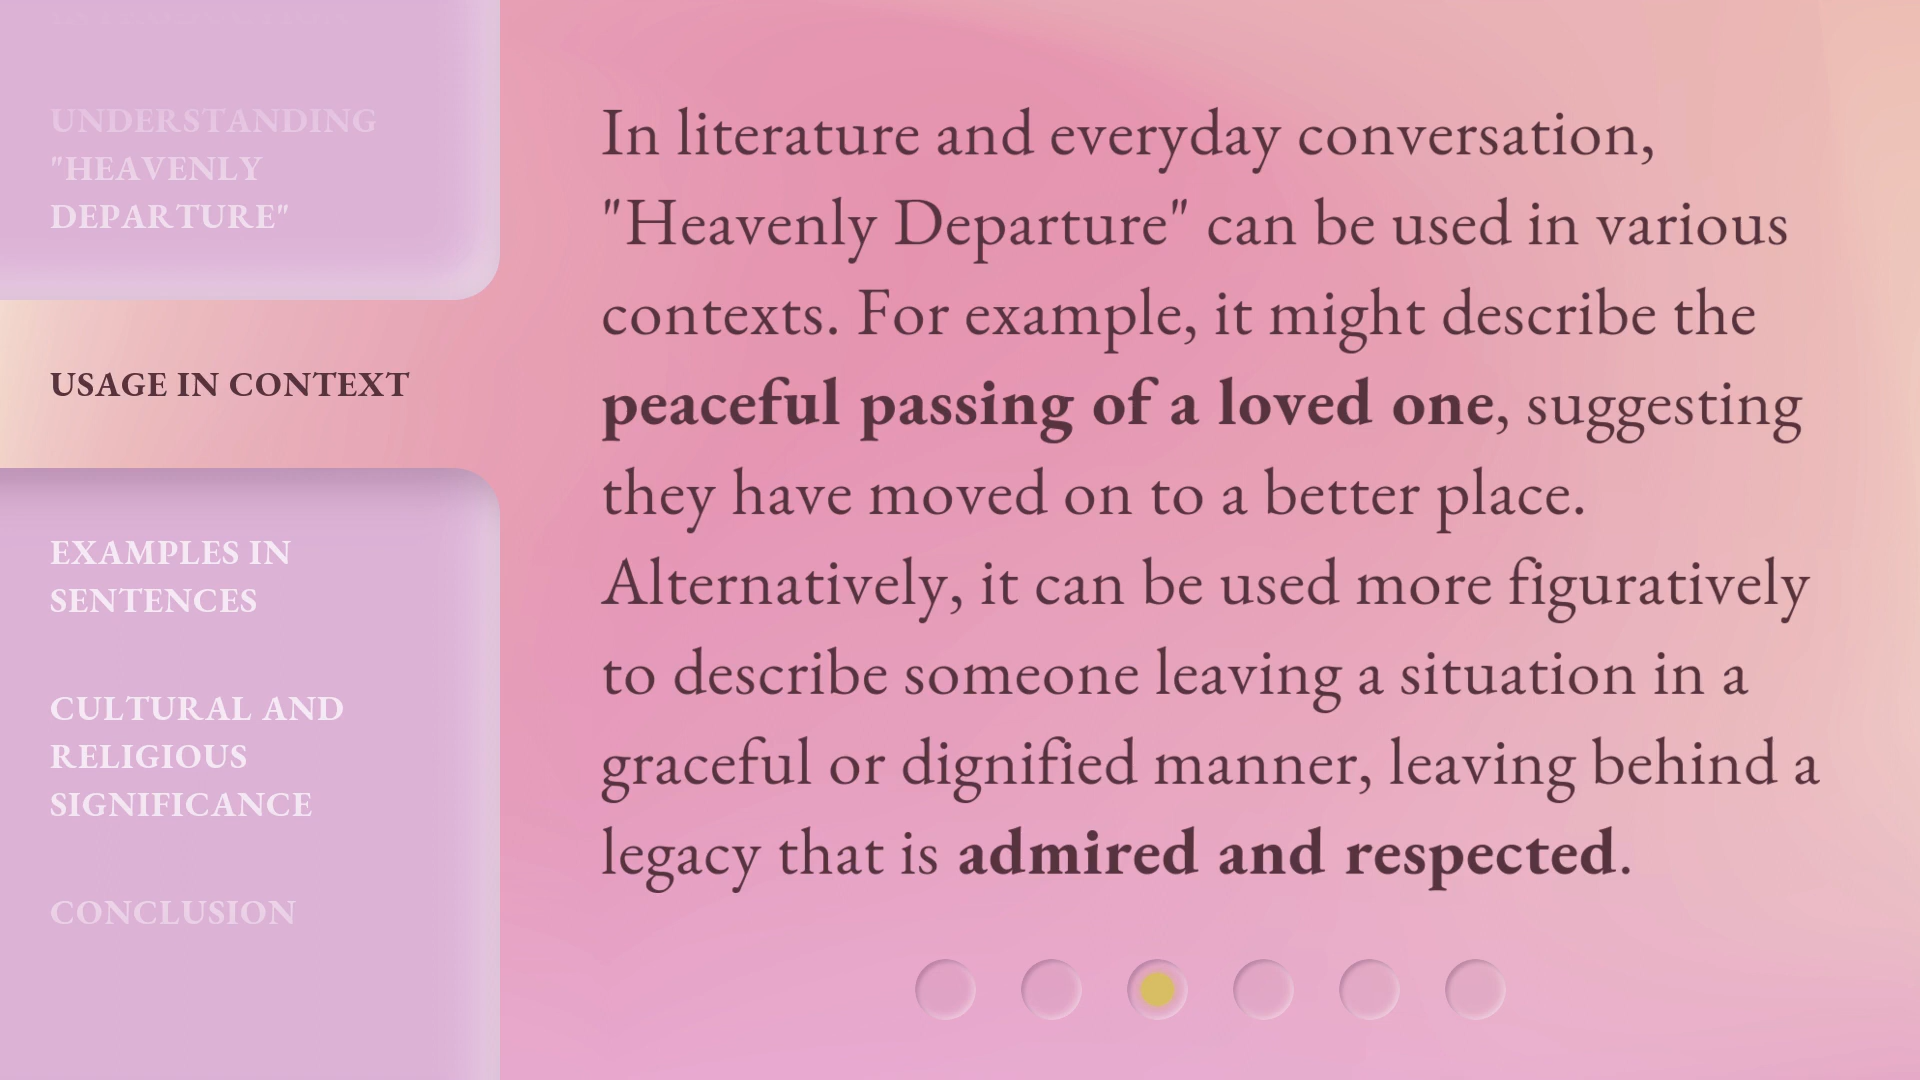 UNDERSTANDING
"HEAVENLY
DEPARTURE"
USAGE IN CONTEXT
EXAMPLES IN
SENTENCES
CULTURAL AND
RELIGIOUS
SIGNIFICANCE
CONCLUSION
In literature and everyday conversation,
"Heavenly Departure" can be used in various
contexts. For example, it might describe the
peaceful passing of a loved one, suggesting
they have moved on to a better place.
Alternatively, it can be used more figuratively
to describe someone leaving a situation in a
graceful or dignified manner, leaving behind a
legacy that is admired and respected.